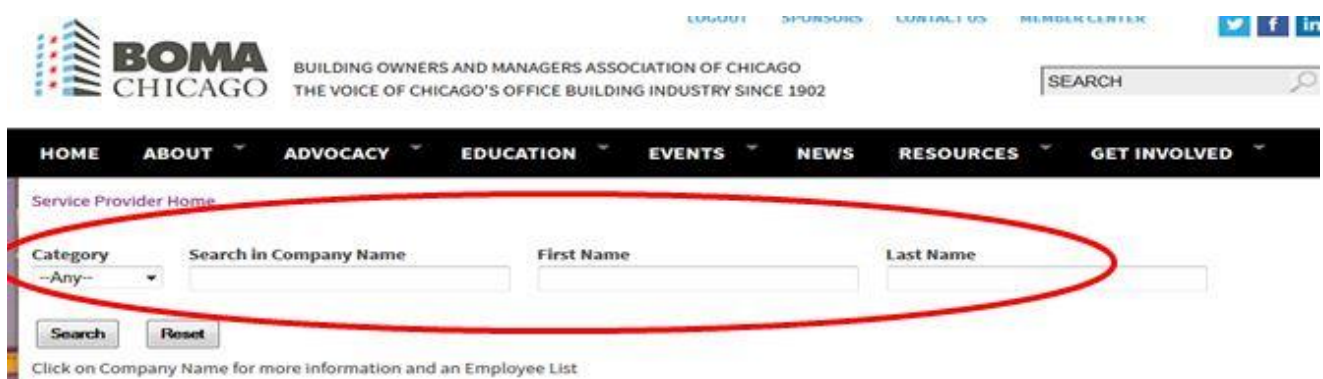 LOGOUT SPONSORS CONTACT US MEMBER CENTER
BOMA
CHICAGO
BUILDING OWNERS AND MANAGERS ASSOCIATION OF CHICAGO
THE VOICE OF CHICAGO'S OFFICE BUILDING INDUSTRY SINCE 1902
SEARCH
HOME ABOUT ADVOCACY EDUCATION EVENTS NEWS RESOURCES GET INVOLVED
Service Provider Home
Category Search in Company Name First Name Last Name
--Any--
Search Reset
Click on Company Name for more information and an Employee List